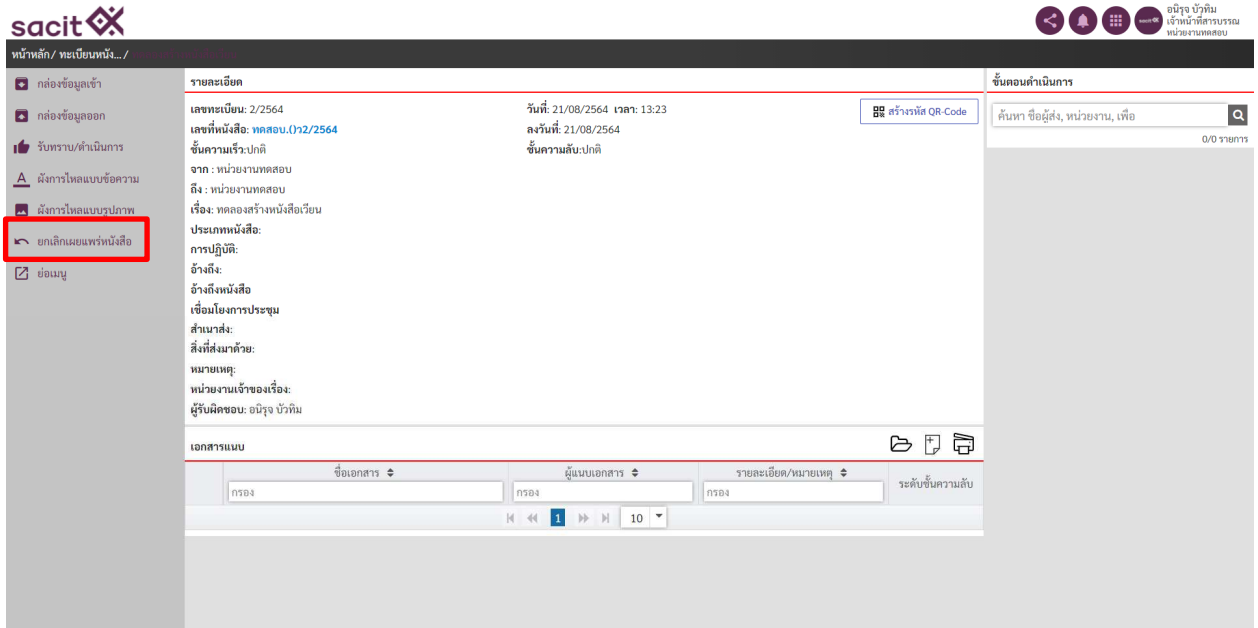 sacit
อนิรุจ บัวทิม
เจ้าหน้าที่สารบรรณ
หน่วยงานทดสอบ
หน้าหลัก/ ทะเบียนหนัง.../
กล่องข้อมูลเข้า
กล่องข้อมูลออก
รับทราบ/ดำเนินการ
ผังการไหลแบบข้อความ
ผังการไหลแบบรูปภาพ
ยกเลิกเผยแพร่หนังสือ
ย่อเมนู
รายละเอียด
เลขทะเบียน: 2/2564 วันที่: 21/08/2564 เวลา: 13:23
สร้างรหัส QR-Code
เลขที่หนังสือ: ทดสอบ.()ว2/2564 ลงวันที่: 21/08/2564
ชั้นความเร็ว:ปกติ ชั้นความลับ:ปกติ
จาก : หน่วยงานทดสอบ
ถึง : หน่วยงานทดสอบ
เรื่อง: ทดลองสร้างหนังสือเวียน
ประเภทหนังสือ:
การปฏิบัติ:
อ้างถึง:
อ้างถึงหนังสือ
เชื่อมโยงการประชุม
สำเนาส่ง:
สิ่งที่ส่งมาด้วย:
หมายเหตุ:
หน่วยงานเจ้าของเรื่อง:
ผู้รับผิดชอบ: อนิรุจ บัวทิม
เอกสารแนบ
ชื่อเอกสาร ผู้แนบเอกสาร รายละเอียด/หมายเหตุ ระดับชั้นความลับ
กรอง กรอง กรอง
1 10
ขั้นตอนดำเนินการ
ค้นหา ชื่อผู้ส่ง, หน่วยงาน, เพื่อ
0/0 รายการ